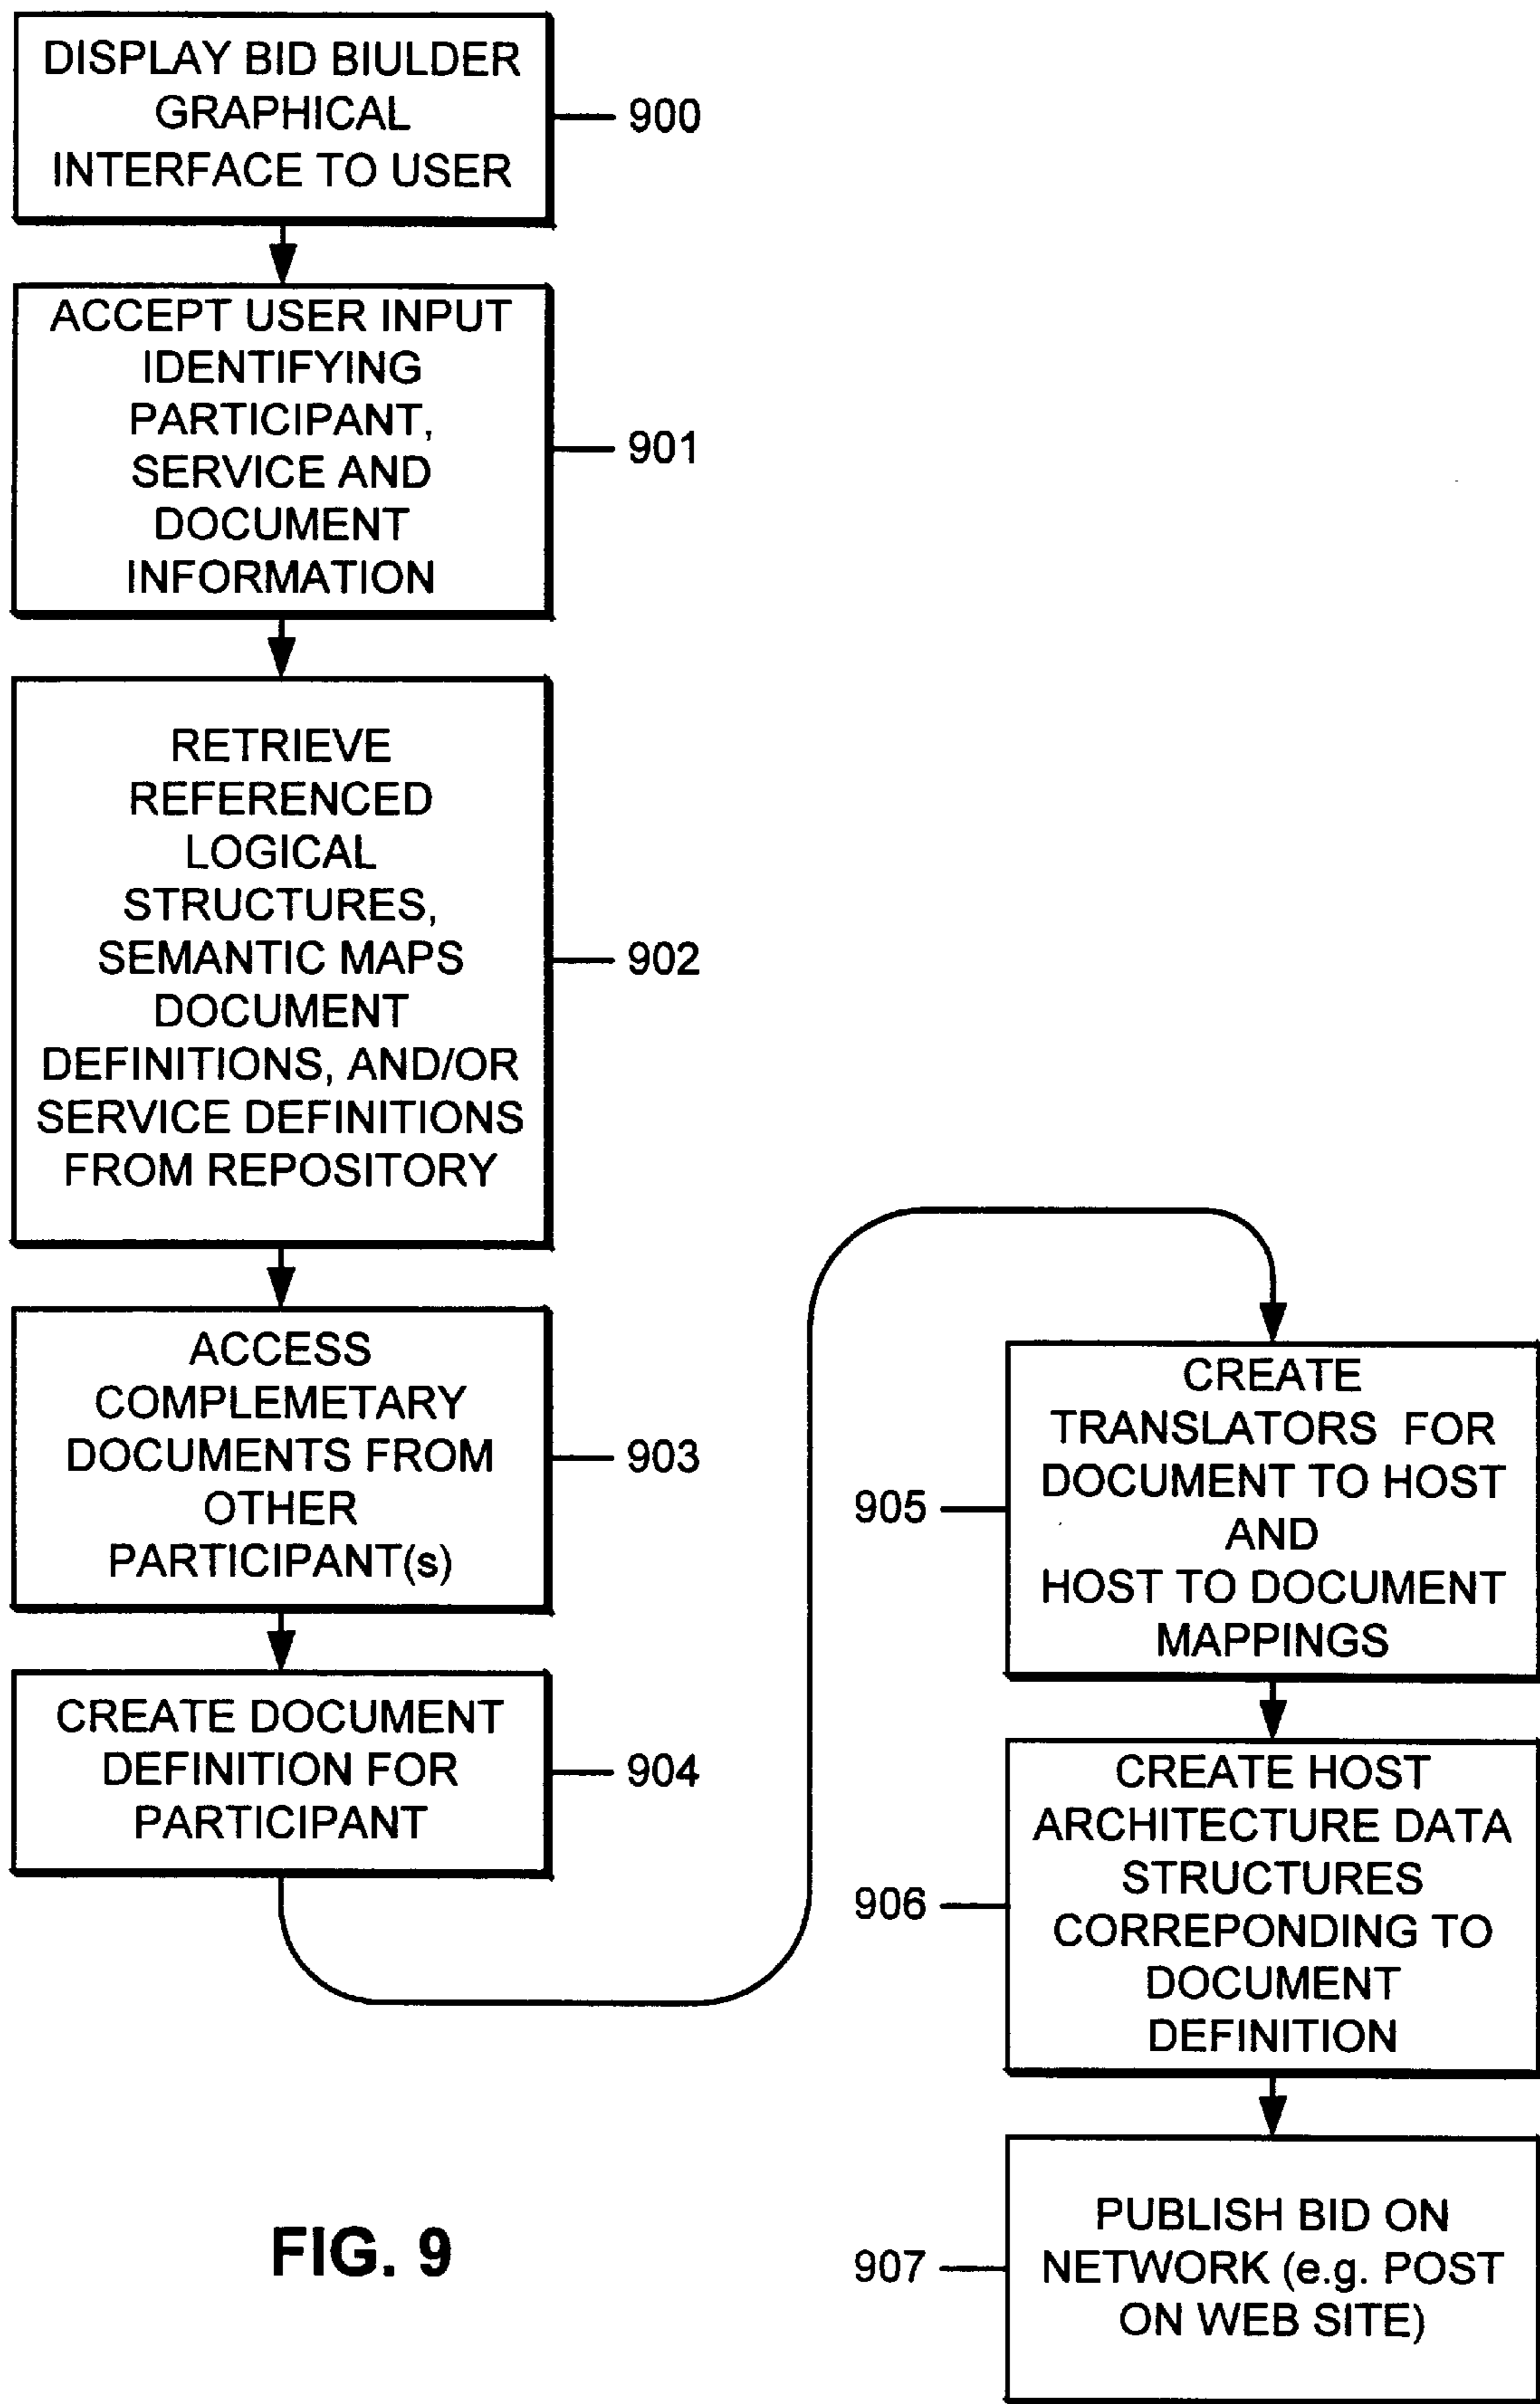 DISPLAY BID BIULDER
GRAPHICAL
INTERFACE TO USER
900
ACCEPT USER INPUT
IDENTIFYING
PARTICIPANT,
SERVICE AND
DOCUMENT
INFORMATION
901
RETRIEVE
REFERENCED
LOGICAL
STRUCTURES,
SEMANTIC MAPS
DOCUMENT
DEFINITIONS, AND/OR
SERVICE DEFINITIONS
FROM REPOSITORY
902
ACCESS
COMPLEMETARY
DOCUMENTS FROM
OTHER
PARTICIPANT(s)
903
CREATE DOCUMENT
DEFINITION FOR
PARTICIPANT
904
CREATE
TRANSLATORS FOR
DOCUMENT TO HOST
AND
HOST TO DOCUMENT
MAPPINGS
905
CREATE HOST
ARCHITECTURE DATA
STRUCTURES
CORREPONDING TO
DOCUMENT
DEFINITION
906
PUBLISH BID ON
NETWORK (e.g. POST
ON WEB SITE)
907
FIG. 9